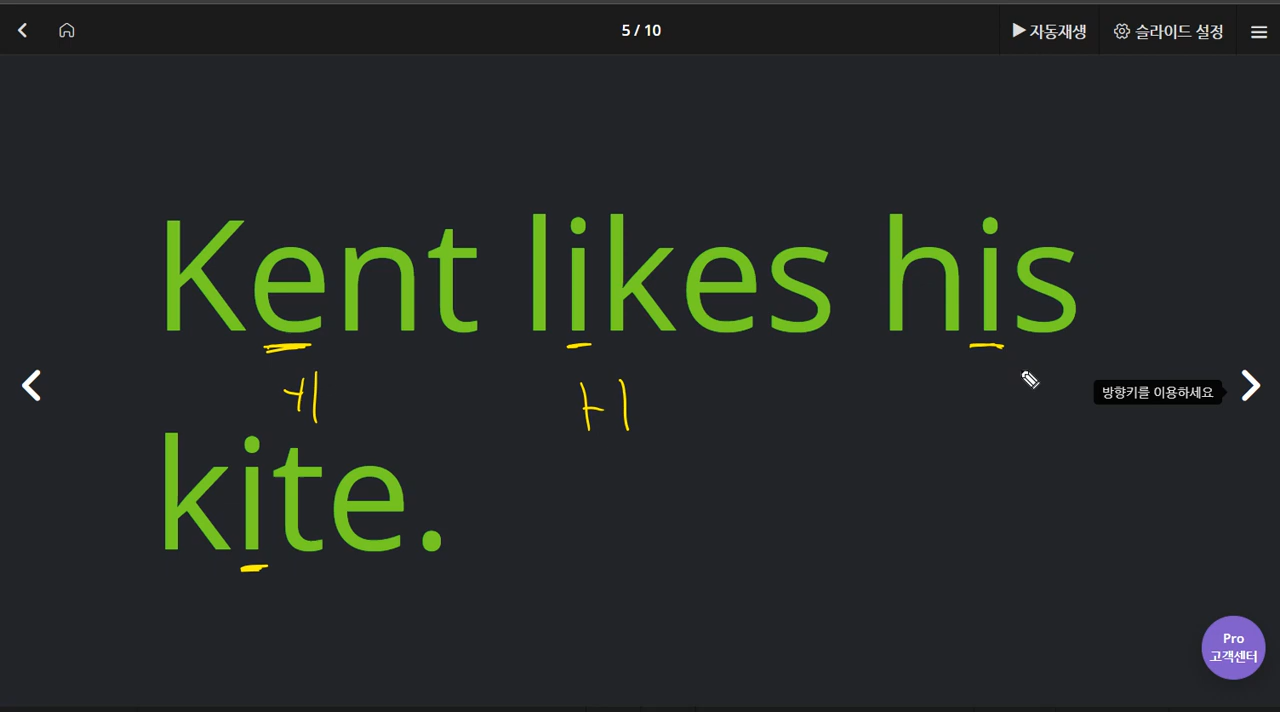 5 / 10
▶ 자동재생
슬라이드 설정
Kent likes his
ㅔ ㅐ
방향키를 이용하세요
kite.
Pro
고객센터